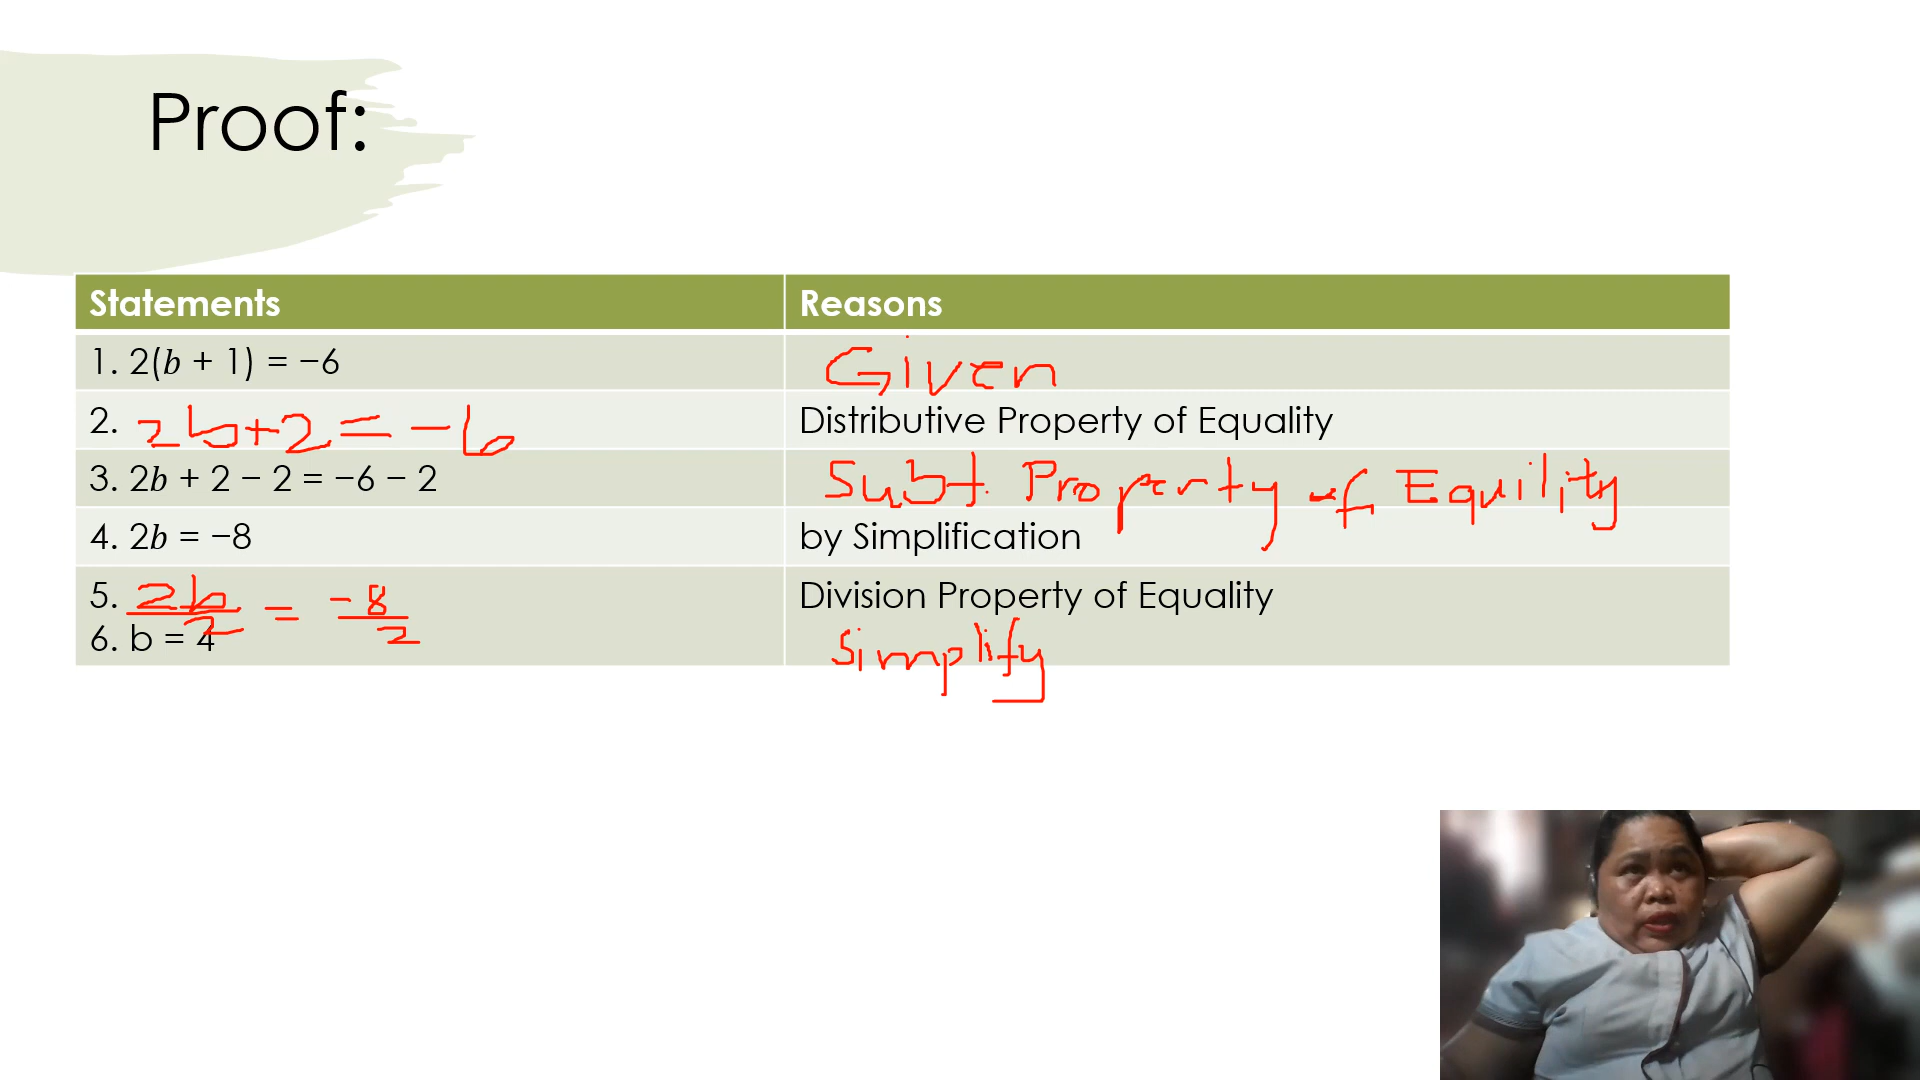 Proof:
Statements Reasons
1. 2(b + 1) = −6 Given
2. 2b+2=-6 Distributive Property of Equality
3. 2b + 2 − 2 = −6 − 2 Subt. Property of Equility
4. 2b = −8 by Simplification
5. 2b/2 = -8/2 Division Property of Equality
6. b = 4 Simplify